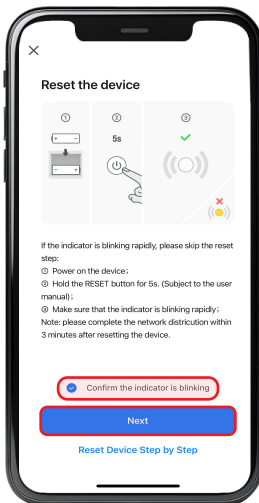 Reset the device
① ② ③
5s
If the indicator is blinking rapidly, please skip the reset
step:
① Power on the device;
② Hold the RESET button for 5s. (Subject to the user
manual);
③ Make sure that the indicator is blinking rapidly;
Note: please complete the network districution within
3 minutes after resetting the device.
Confirm the indicator is blinking
Next
Reset Device Step by Step